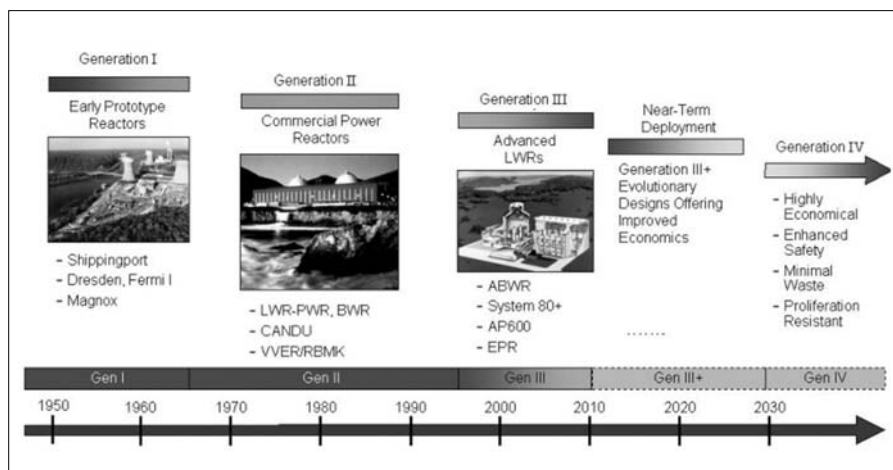 Generation I
Early Prototype
Reactors
- Shippingport
- Dresden, Fermi I
- Magnox
Generation II
Commercial Power
Reactors
- LWR-PWR, BWR
- CANDU
- VVER/RBMK
Generation III
Advanced
LWRs
- ABWR
- System 80+
- AP600
- EPR
Near-Term
Deployment
Generation III+
Evolutionary
Designs Offering
Improved
Economics
......
Generation IV
- Highly
Economical
- Enhanced
Safety
- Minimal
Waste
- Proliferation
Resistant
Gen I
Gen II
Gen III
Gen III+
Gen IV
1950
1960
1970
1980
1990
2000
2010
2020
2030